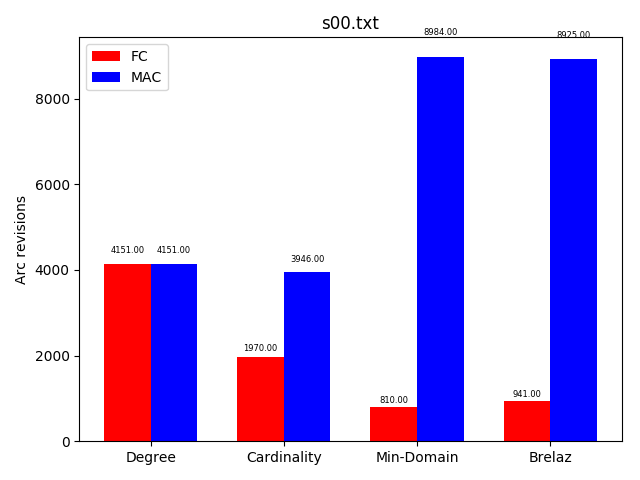 s00.txt
FC
MAC
Arc revisions
8000
6000
4000
2000
0
4151.00
4151.00
1970.00
3946.00
810.00
8984.00
941.00
8925.00
Degree
Cardinality
Min-Domain
Brelaz